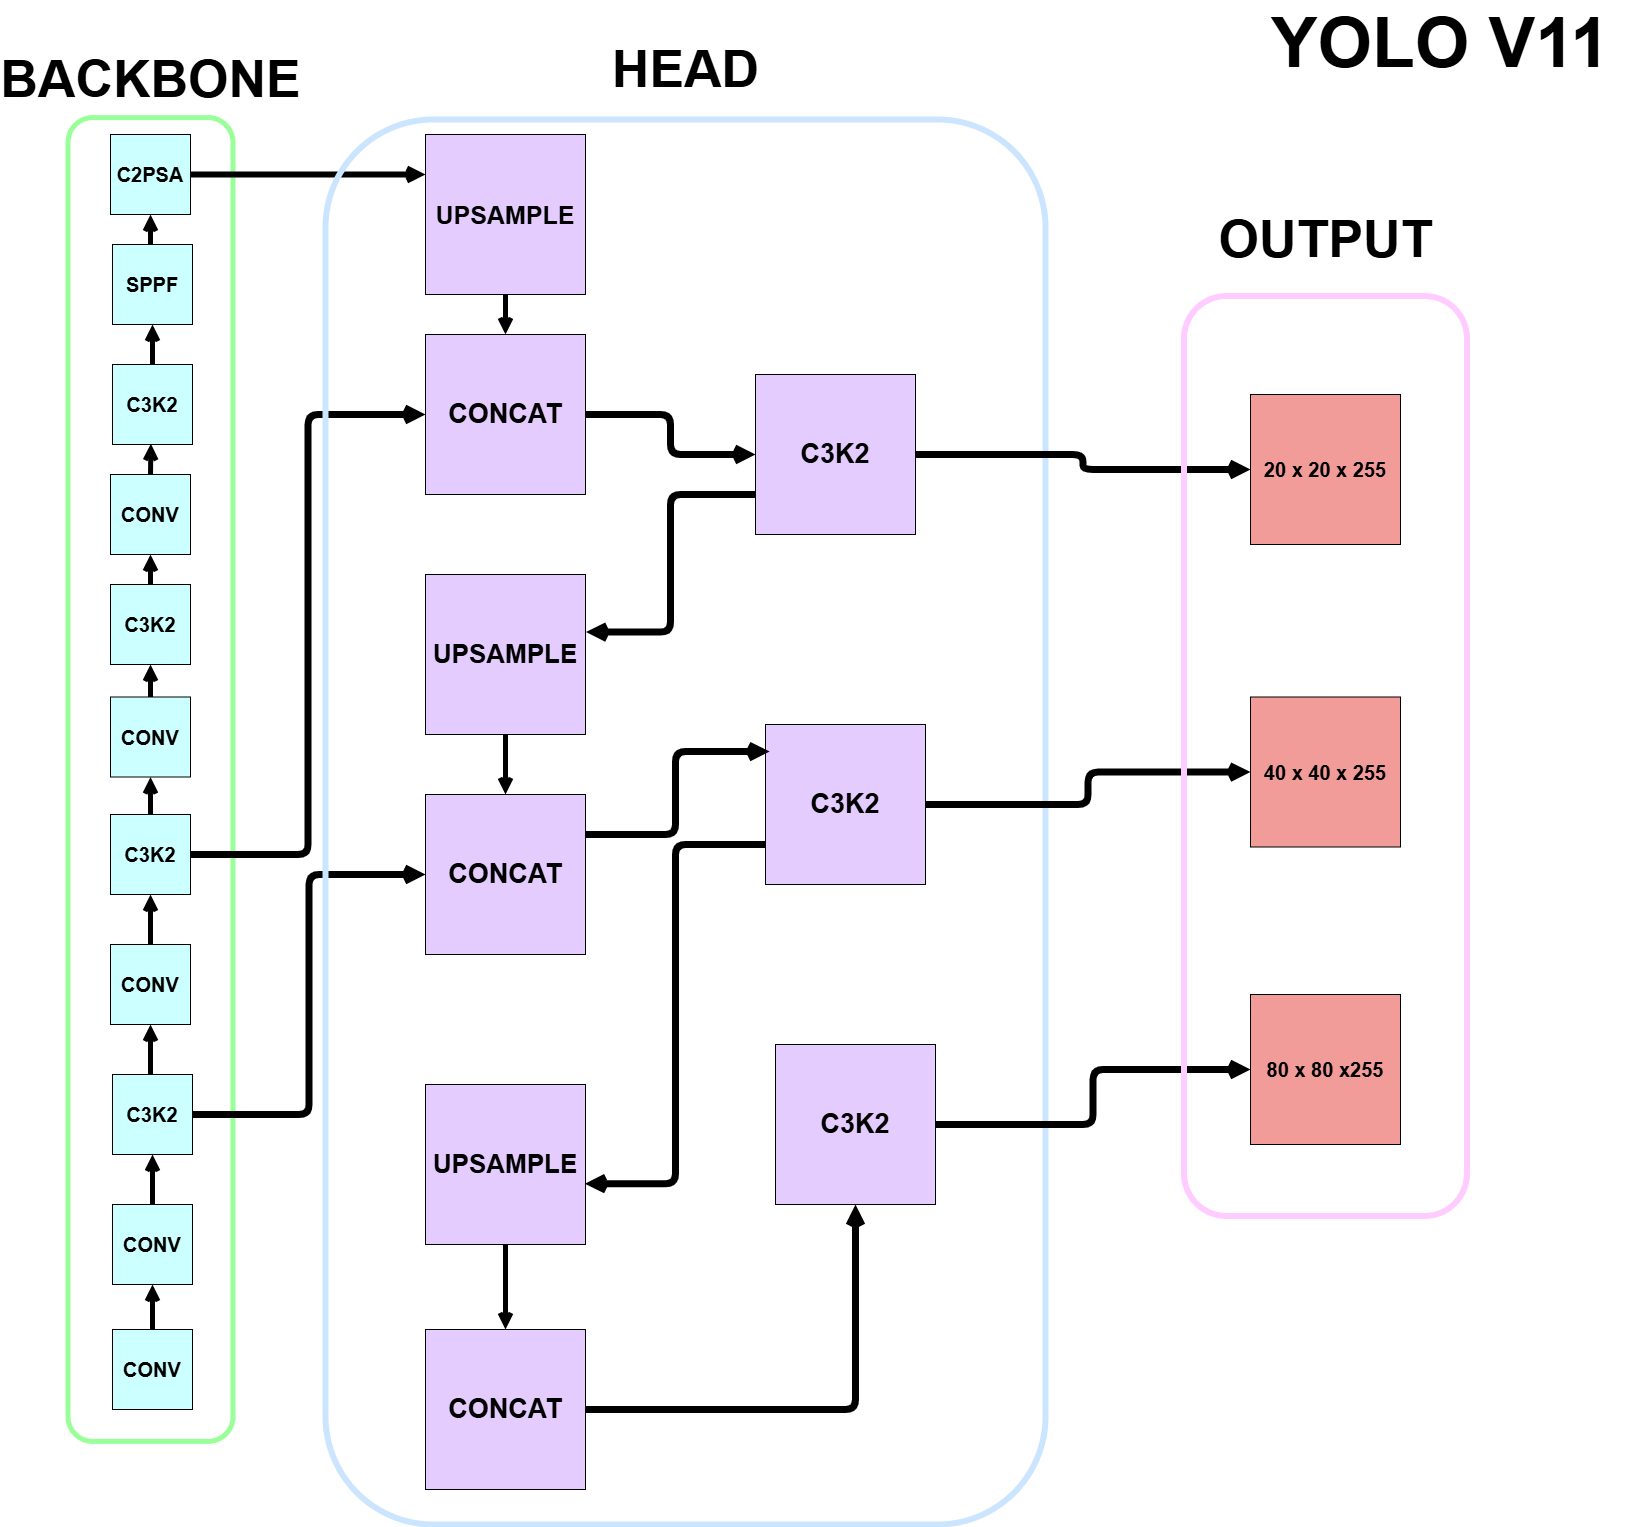 YOLO V11
BACKBONE
HEAD
OUTPUT
C2PSA
SPPF
C3K2
CONV
C3K2
CONV
C3K2
CONV
C3K2
CONV
CONV
UPSAMPLE
CONCAT
C3K2
UPSAMPLE
CONCAT
C3K2
UPSAMPLE
CONCAT
C3K2
20 x 20 x 255
40 x 40 x 255
80 x 80 x255